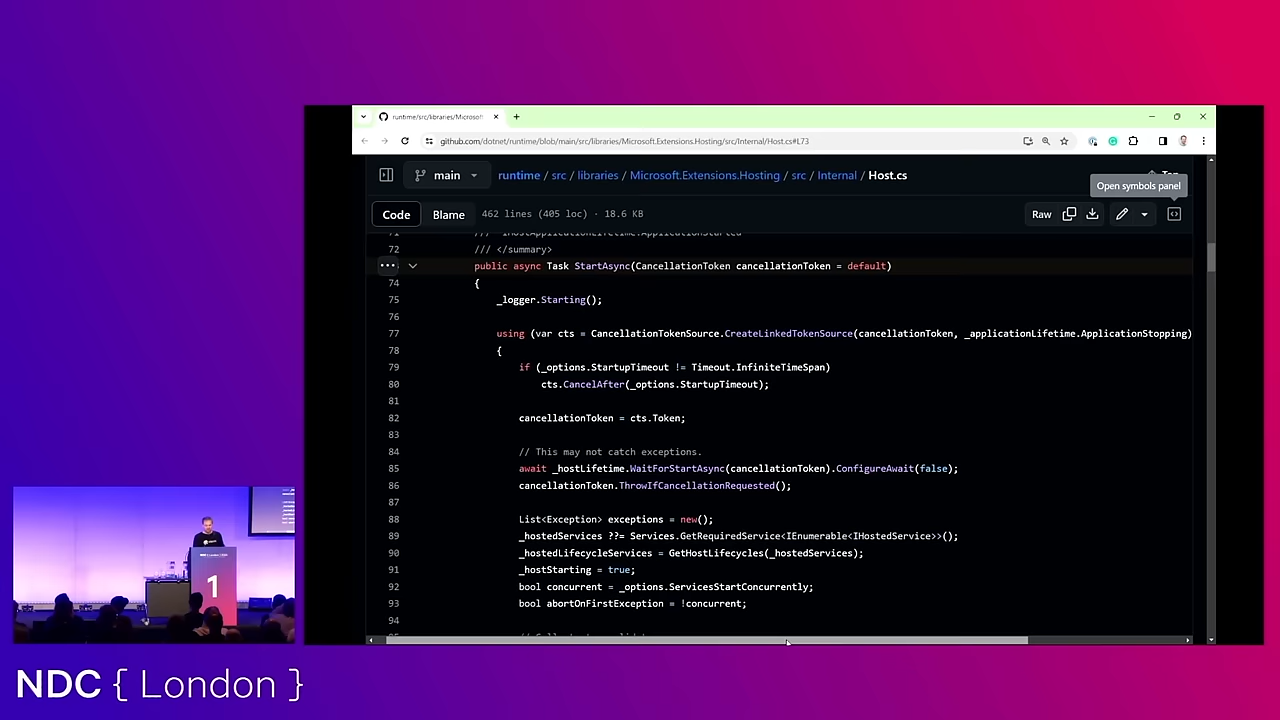 runtime/src/libraries/Microsof
github.com/dotnet/runtime/blob/main/src/libraries/Microsoft.Extensions.Hosting/src/Internal/Host.cs#L73
main
runtime / src / libraries / Microsoft.Extensions.Hosting / src / Internal / Host.cs
Top
Open symbols panel
Code Blame 462 lines (405 loc) · 18.6 KB Raw
71 /// IHostApplicationLifetime.ApplicationStarted
72 /// </summary>
public async Task StartAsync(CancellationToken cancellationToken = default)
74 {
75 _logger.Starting();
76
77 using (var cts = CancellationTokenSource.CreateLinkedTokenSource(cancellationToken, _applicationLifetime.ApplicationStopping)
78 {
79 if (_options.StartupTimeout != Timeout.InfiniteTimeSpan)
80 cts.CancelAfter(_options.StartupTimeout);
81
82 cancellationToken = cts.Token;
83
84 // This may not catch exceptions.
85 await _hostLifetime.WaitForStartAsync(cancellationToken).ConfigureAwait(false);
86 cancellationToken.ThrowIfCancellationRequested();
87
88 List<Exception> exceptions = new();
89 _hostedServices ??= Services.GetRequiredService<IEnumerable<IHostedService>>();
90 _hostedLifecycleServices = GetHostLifecycles(_hostedServices);
91 _hostStarting = true;
92 bool concurrent = _options.ServicesStartConcurrently;
93 bool abortOnFirstException = !concurrent;
94
1
NDC { London }